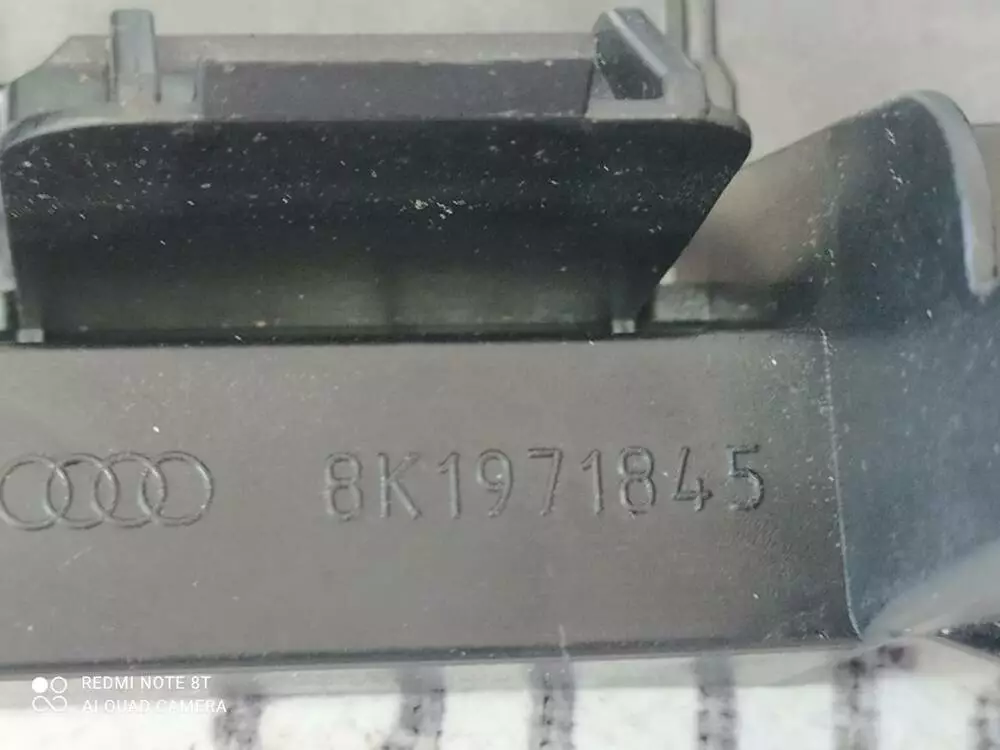 8K1971845
REDMI NOTE 8T
AI QUAD CAMERA